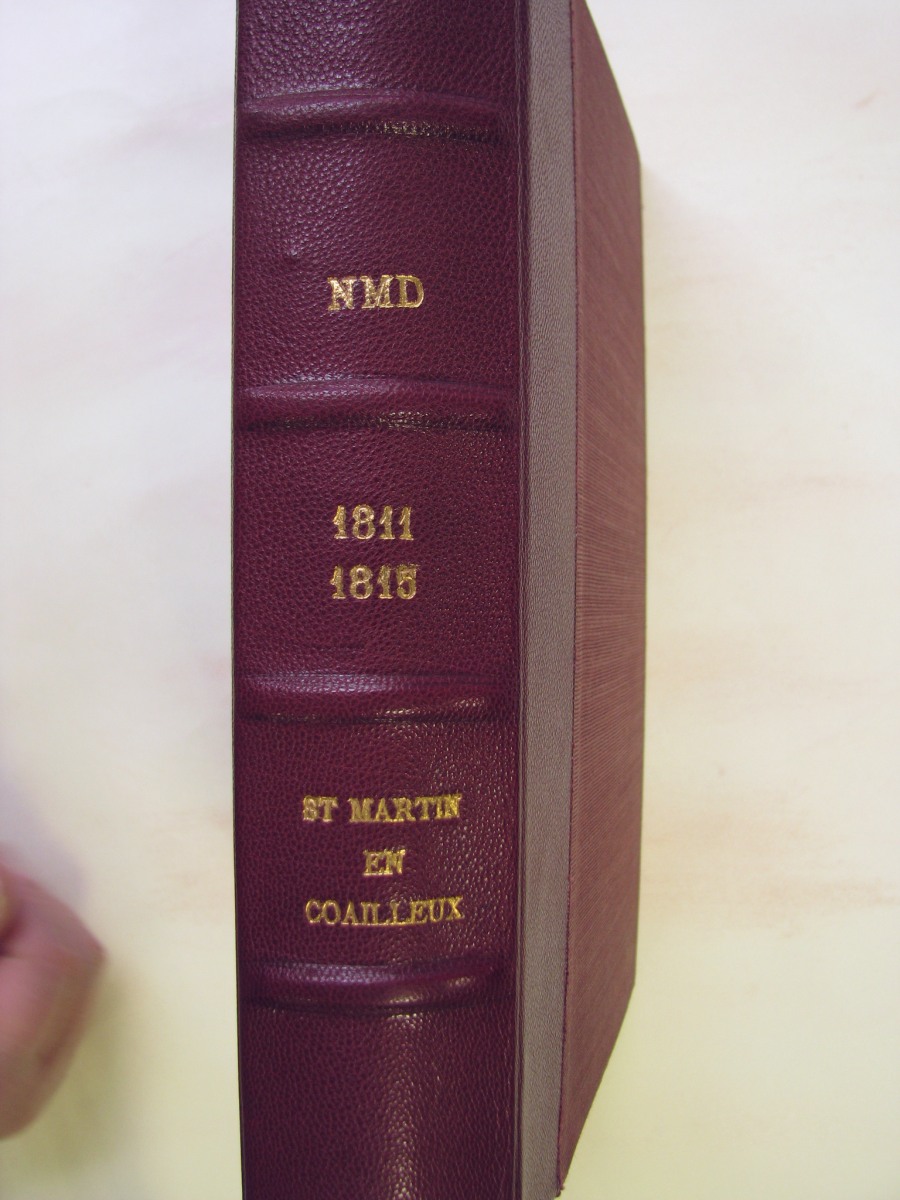 NMD
1811
1815
ST MARTIN
EN
COAILLEUX